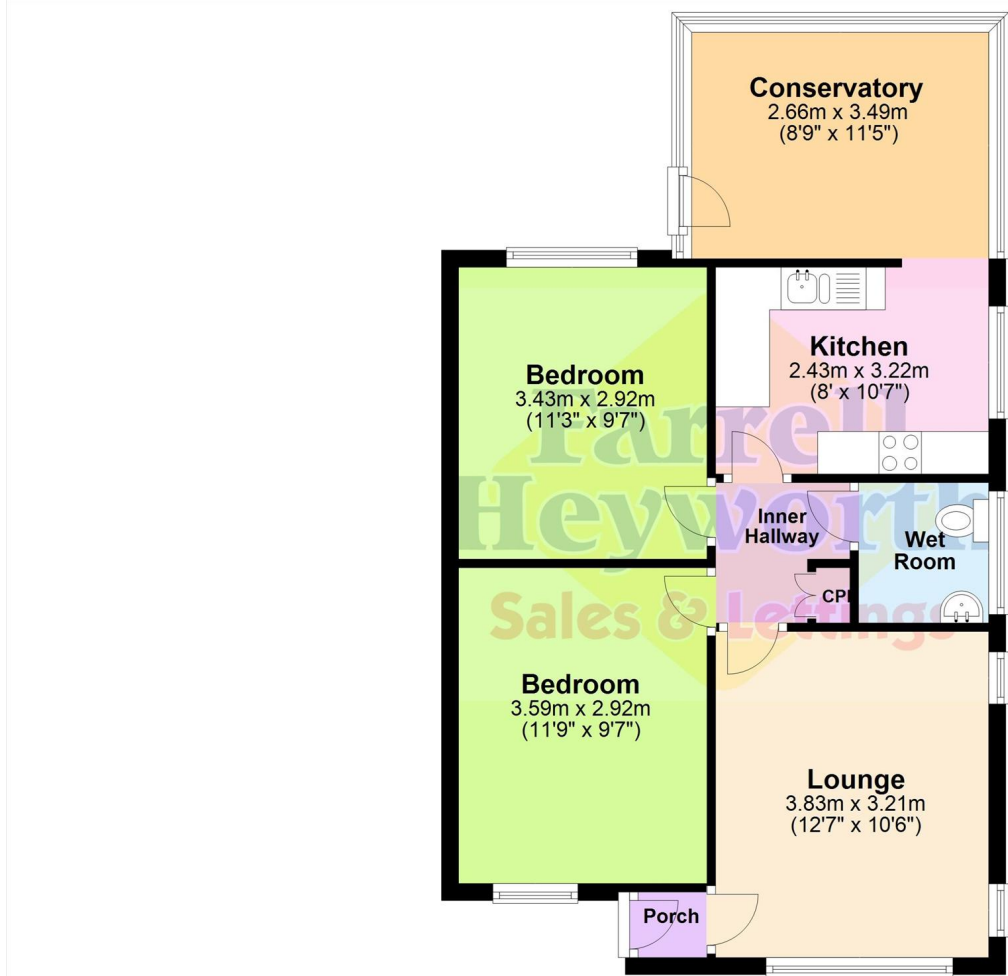 Conservatory
2.66m x 3.49m
(8'9" x 11'5")
Kitchen
2.43m x 3.22m
(8' x 10'7")
Bedroom
3.43m x 2.92m
(11'3" x 9'7")
Farrell
Heyworth
Sales & Lettings
Inner
Hallway
Wet
Room
CP
Bedroom
3.59m x 2.92m
(11'9" x 9'7")
Lounge
3.83m x 3.21m
(12'7" x 10'6")
Porch